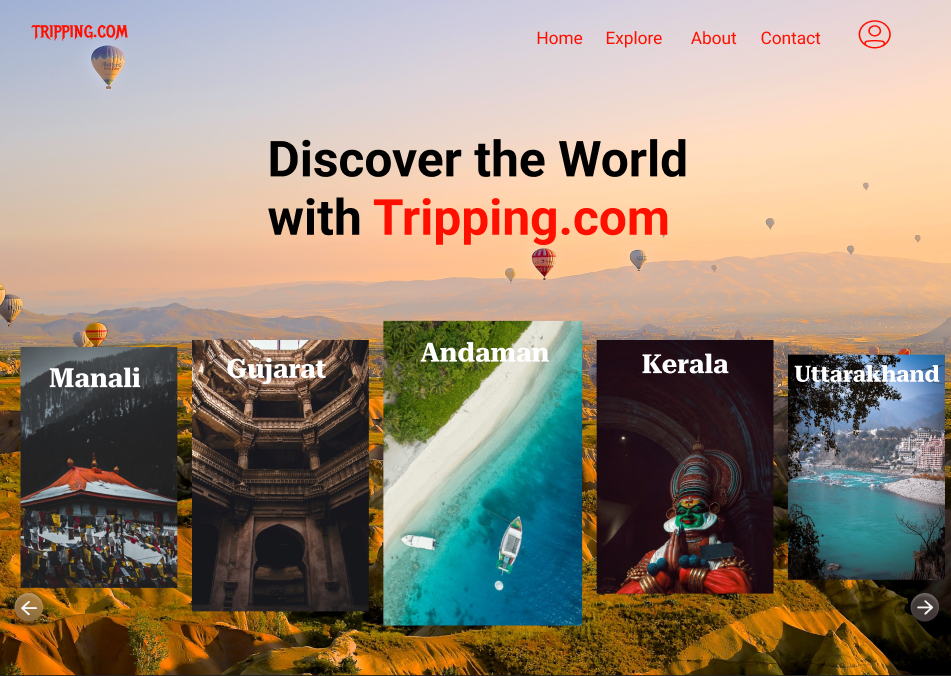 TRIPPING.COM
Home Explore About Contact
Discover the World
with Tripping.com
Manali
Gujarat
Andaman
Kerala
Uttarakhand